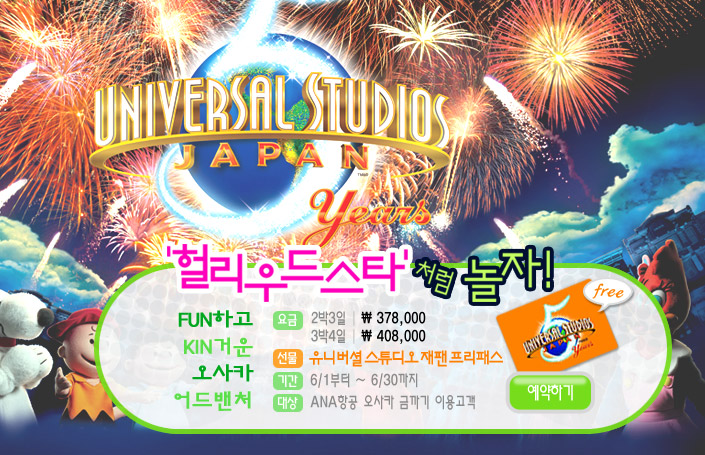 5
UNIVERSAL STUDIOS
JAPAN
Years
'헐리우드스타'처럼 놀자!
FUN하고
KIN거운
오사카
어드벤처
요금 2박3일 | ₩ 378,000
3박4일 | ₩ 408,000
선물 유니버셜 스튜디오 재팬 프리패스
기간 6/1부터 ~ 6/30까지
대상 ANA항공 오사카 금까기 이용고객
free
5
UNIVERSAL STUDIOS
JAPAN
Years
예약하기